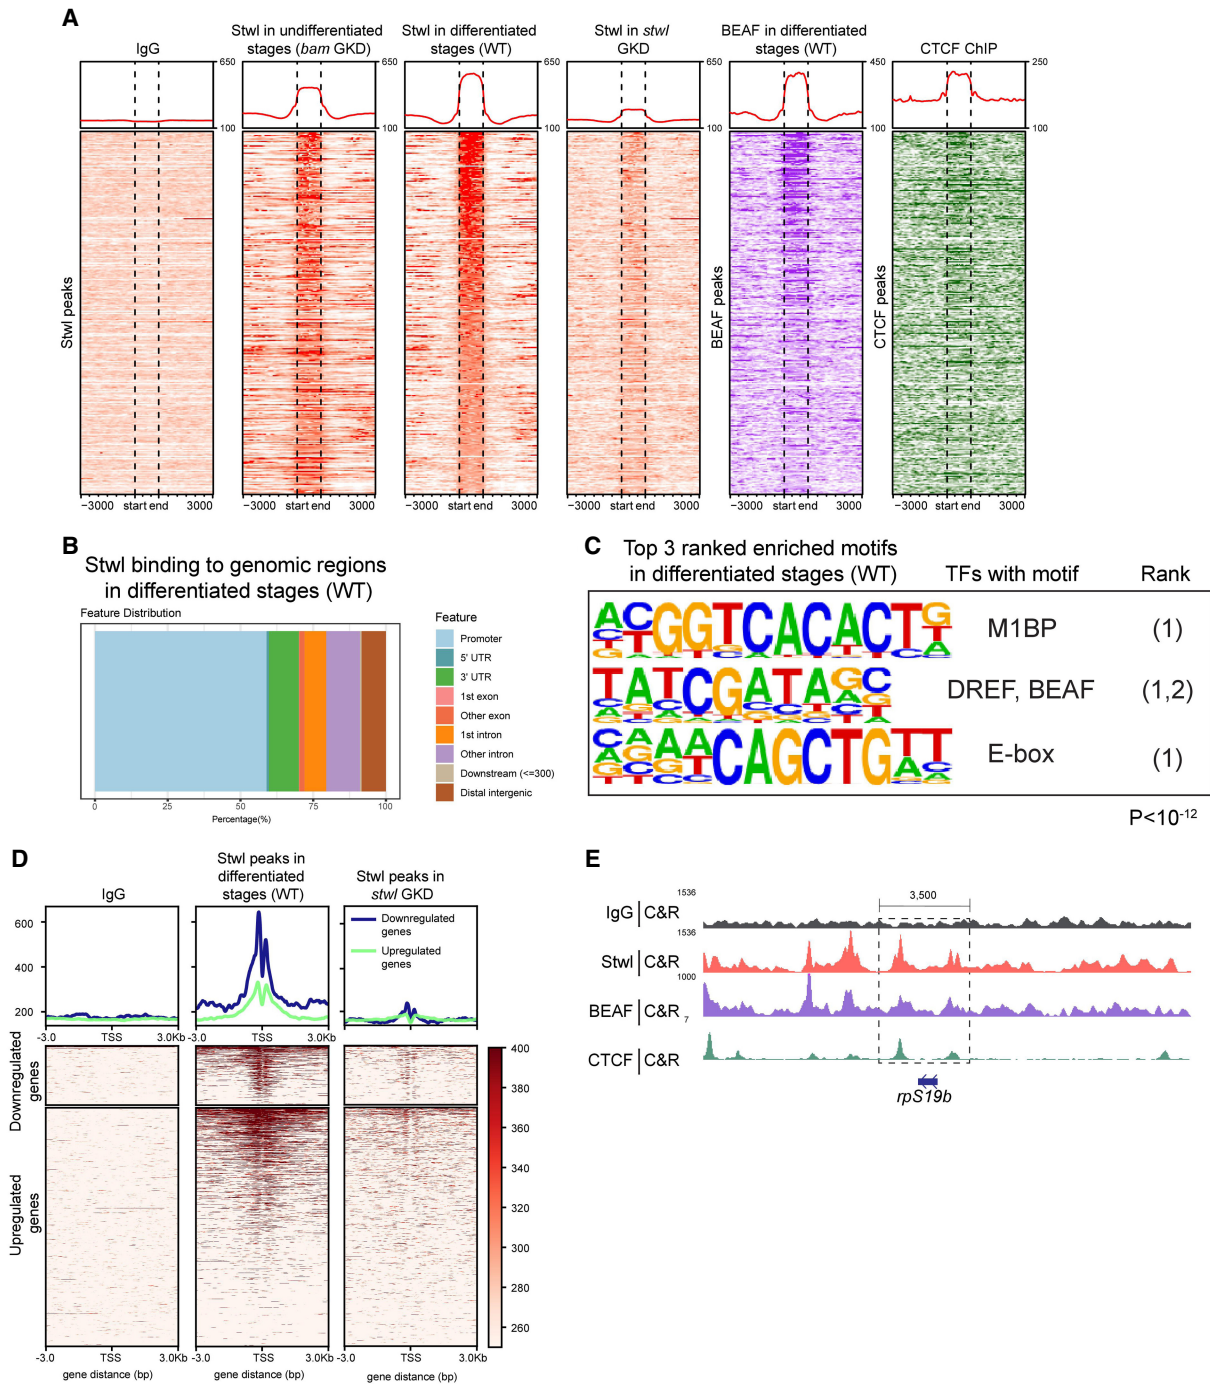 A
IgG
Stwl in undifferentiated
stages (bam GKD)
Stwl in differentiated
stages (WT)
Stwl in stwl
GKD
BEAF in differentiated
stages (WT)
CTCF ChIP
650
100
650
100
650
100
450
100
250
100
Stwl peaks
BEAF peaks
CTCF peaks
−3000 start end 3000
−3000 start end 3000
−3000 start end 3000
−3000 start end 3000
−3000 start end 3000
−3000 start end 3000
B
Stwl binding to genomic regions
in differentiated stages (WT)
Feature Distribution
0 25 50 75 100
Percentage(%)
Feature
Promoter
5' UTR
3' UTR
1st exon
Other exon
1st intron
Other intron
Downstream (<=300)
Distal intergenic
C
Top 3 ranked enriched motifs
in differentiated stages (WT)
TFs with motif
Rank
ACGGTCACACTG
M1BP
(1)
TATCGATAGC
DREF, BEAF
(1,2)
CAAACAGCTGTT
E-box
(1)
P<10-12
D
IgG
Stwl peaks in
differentiated
stages (WT)
Stwl peaks in
stwl GKD
600
400
200
Downregulated
genes
Upregulated
genes
-3.0 TSS 3.0Kb
-3.0 TSS 3.0Kb
-3.0 TSS 3.0Kb
Downregulated
genes
Upregulated
genes
400
380
360
340
320
300
280
260
-3.0 TSS 3.0Kb
-3.0 TSS 3.0Kb
-3.0 TSS 3.0Kb
gene distance (bp)
gene distance (bp)
gene distance (bp)
E
3,500
1536
IgG C&R
1536
Stwl C&R
1000
BEAF C&R
7
CTCF C&R
rpS19b